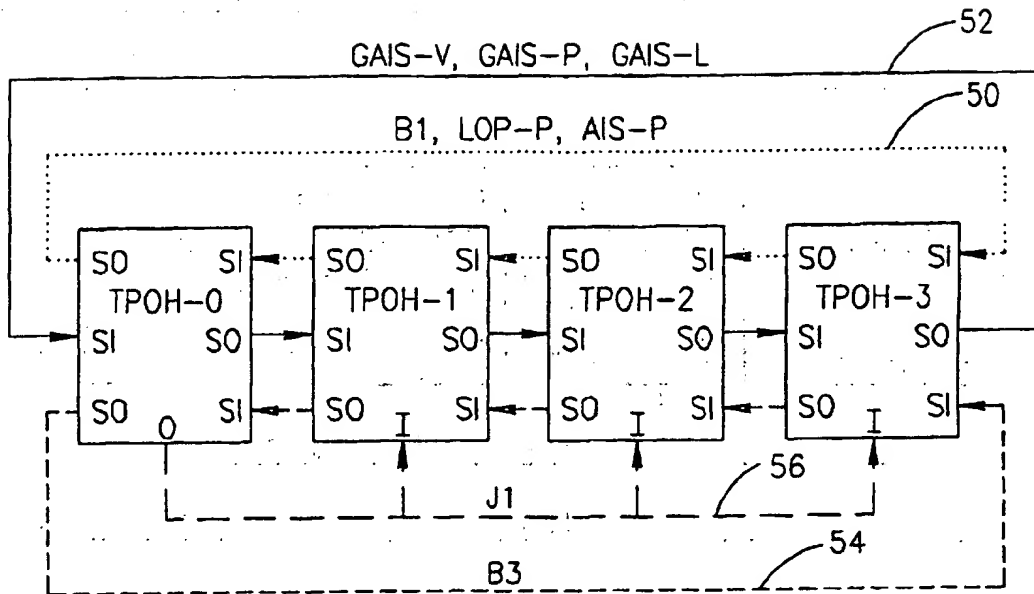 52
GAIS-V, GAIS-P, GAIS-L
50
B1, LOP-P, AIS-P
SO SI SO SI SO SI SO SI
TPOH-0 TPOH-1 TPOH-2 TPOH-3
SI SO SI SO SI SO SI SO
SO SI SO SI SO SI SO SI
O I I I
56
J1
54
B3